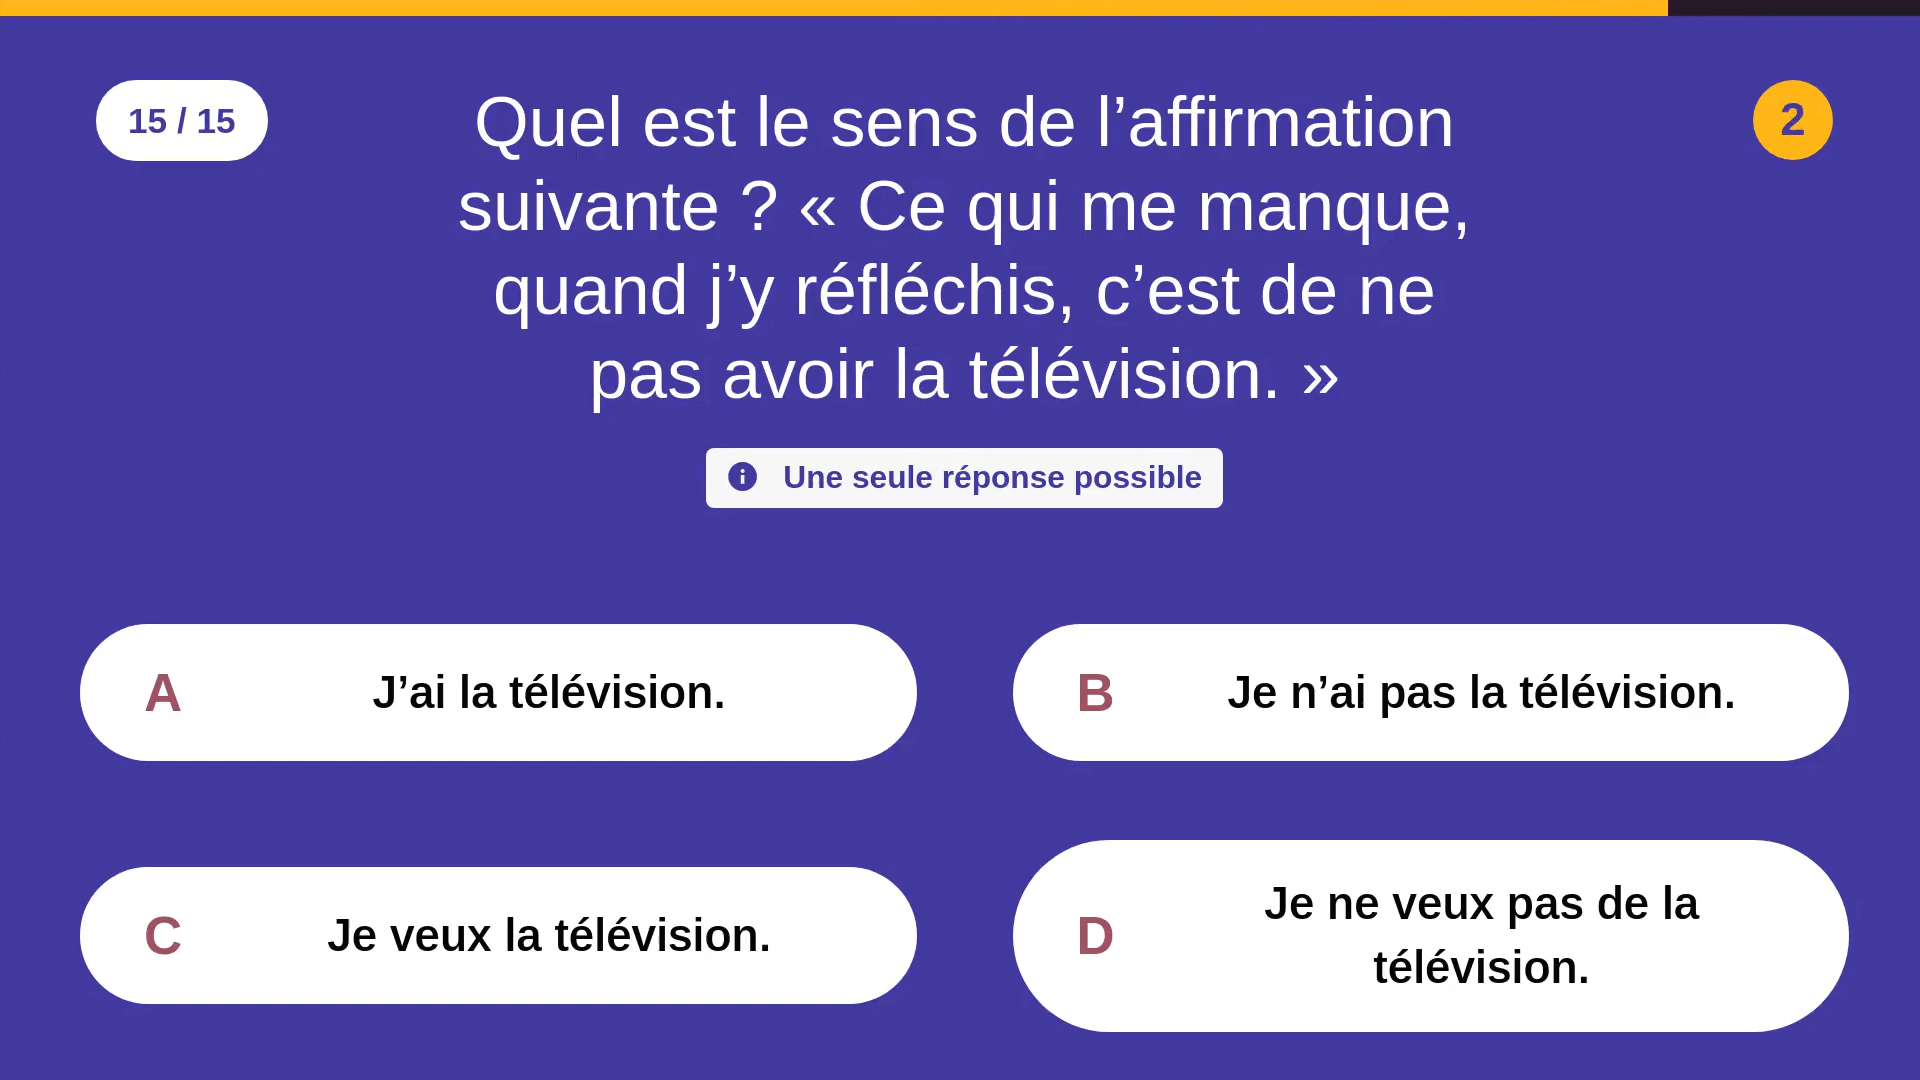 15 / 15
Quel est le sens de l’affirmation
suivante ? « Ce qui me manque,
quand j’y réfléchis, c’est de ne
pas avoir la télévision. »
2
Une seule réponse possible
A
J’ai la télévision.
B
Je n’ai pas la télévision.
C
Je veux la télévision.
D
Je ne veux pas de la
télévision.